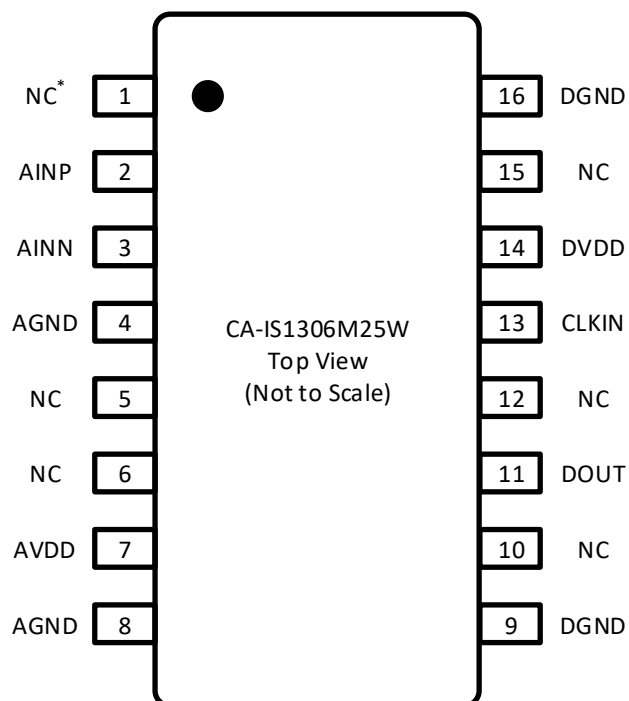 NC* 1 16 DGND
AINP 2 15 NC
AINN 3 14 DVDD
AGND 4 13 CLKIN
CA-IS1306M25W
Top View
(Not to Scale)
NC 5 12 NC
NC 6 11 DOUT
AVDD 7 10 NC
AGND 8 9 DGND